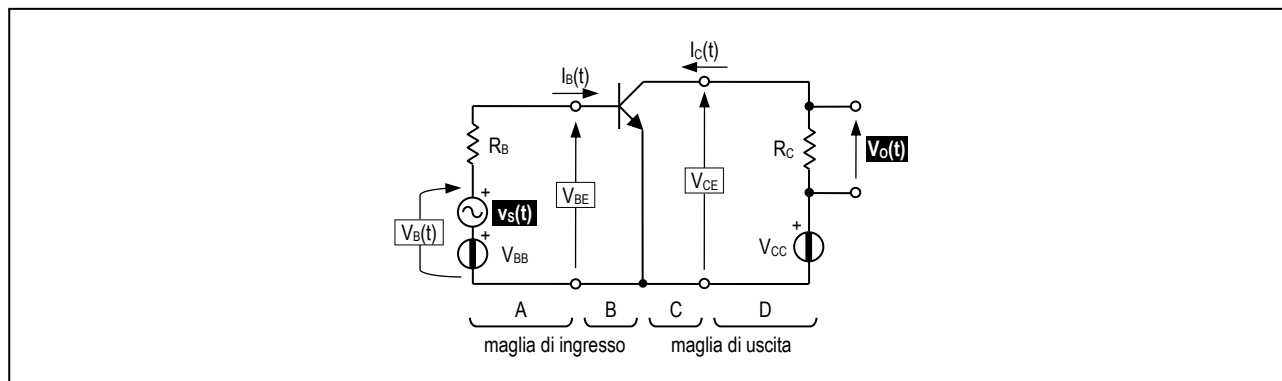 I_C(t)
I_B(t)
R_B
R_C
V_O(t)
V_BE
V_CE
+
v_S(t)
+
V_B(t)
V_BB
+
V_CC
A B C D
maglia di ingresso maglia di uscita